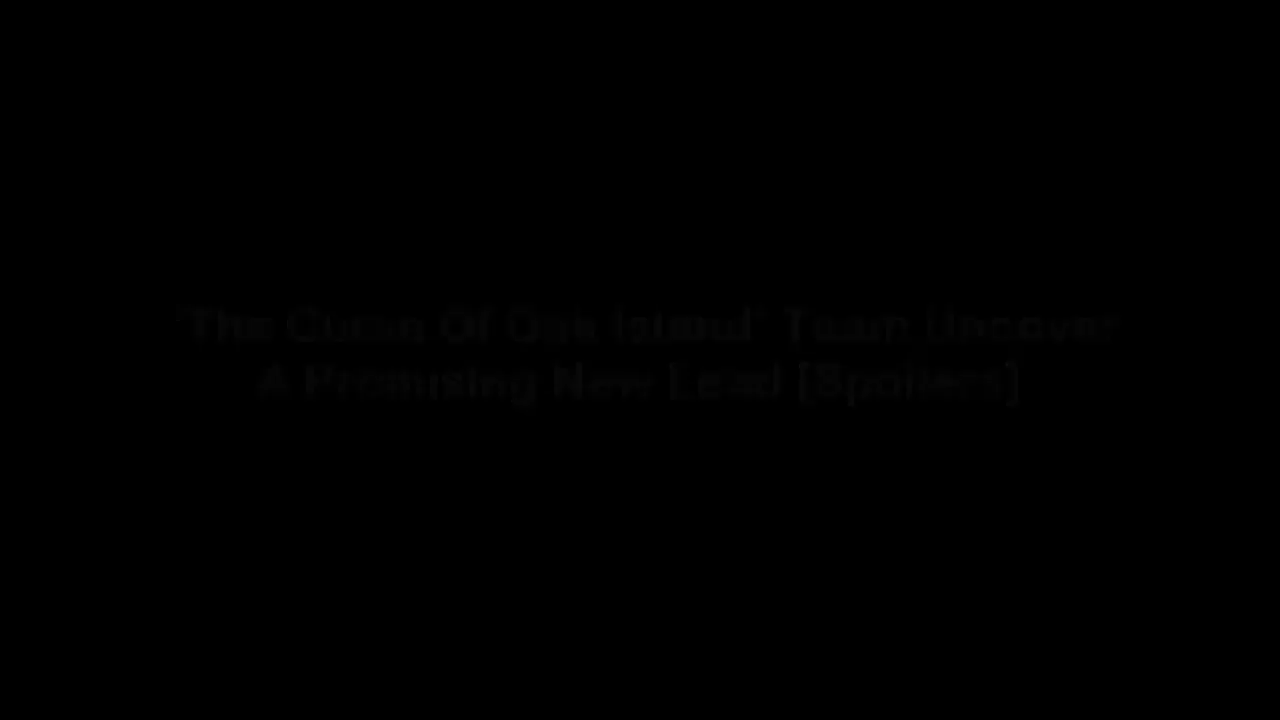 'The Curse Of Oak Island' Team Uncover
A Promising New Lead [Spoilers]